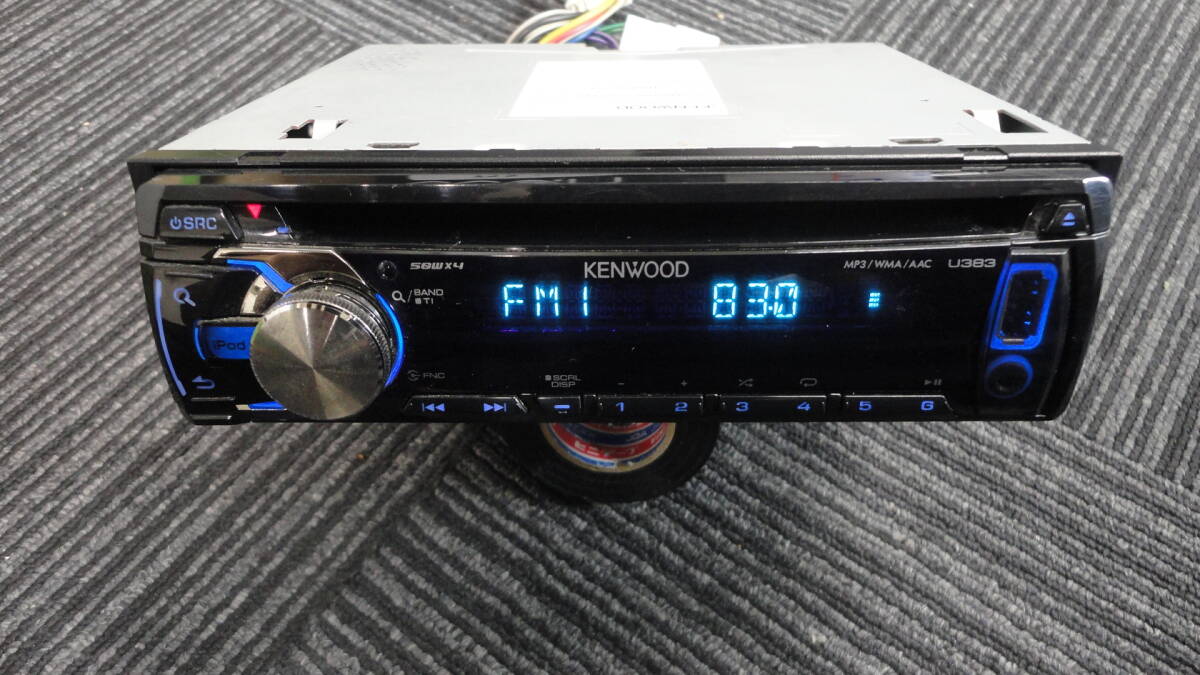 KENWOOD
SRC
50WX4
KENWOOD
MP3/WMA/AAC
U383
/BAND
TI
FM1
83.0
iPod
FNC
SCRL
DISP
−
+
1
2
3
4
5
6